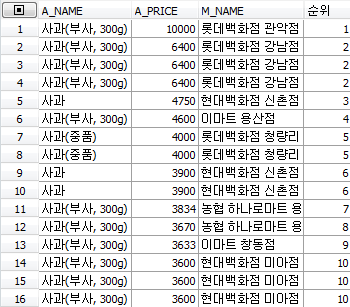 A_NAME A_PRICE M_NAME 순위
1 사과(부사, 300g) 10000 롯데백화점 관악점 1
2 사과(부사, 300g) 6400 롯데백화점 강남점 2
3 사과(부사, 300g) 6400 롯데백화점 강남점 2
4 사과(부사, 300g) 6400 롯데백화점 강남점 2
5 사과 4750 현대백화점 신촌점 3
6 사과(부사, 300g) 4600 이마트 용산점 4
7 사과(중품) 4000 롯데백화점 청량리 5
8 사과(중품) 4000 롯데백화점 청량리 5
9 사과 3900 현대백화점 신촌점 6
10 사과 3900 현대백화점 신촌점 6
11 사과(부사, 300g) 3834 농협 하나로마트 용 7
12 사과(부사, 300g) 3670 농협 하나로마트 용 8
13 사과(부사, 300g) 3633 이마트 창동점 9
14 사과(부사, 300g) 3600 현대백화점 미아점 10
15 사과(부사, 300g) 3600 현대백화점 미아점 10
16 사과(부사, 300g) 3600 현대백화점 미아점 10